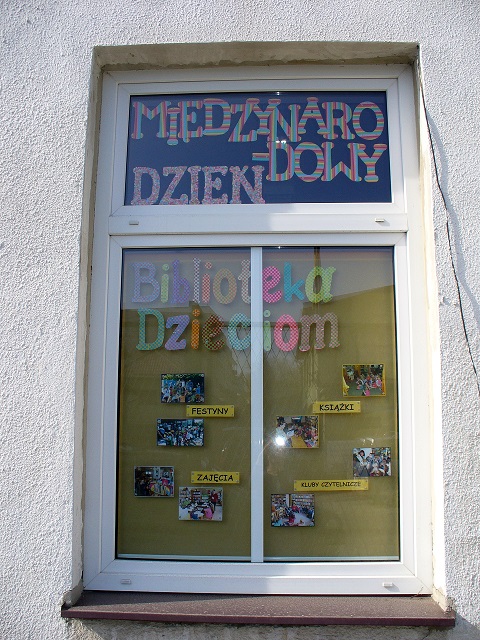 MIĘDZYNARO
-DOWY
DZIEŃ
Biblioteka
Dzieciom
FESTYNY
KSIĄŻKI
ZAJĘCIA
KLUBY CZYTELNICZE